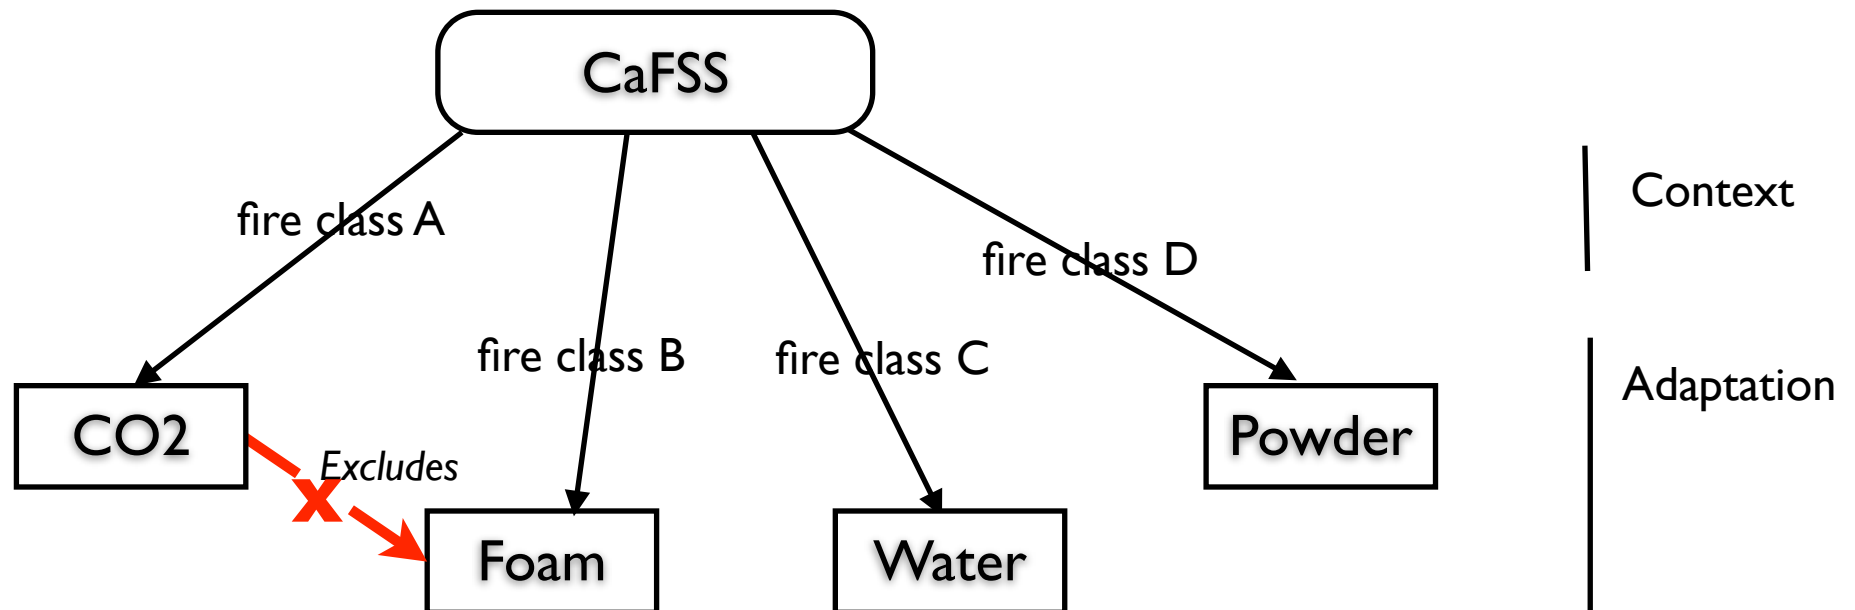 CaFSS
Context
fire class A
fire class D
fire class B
fire class C
Adaptation
CO2
Powder
Excludes
X
Foam
Water